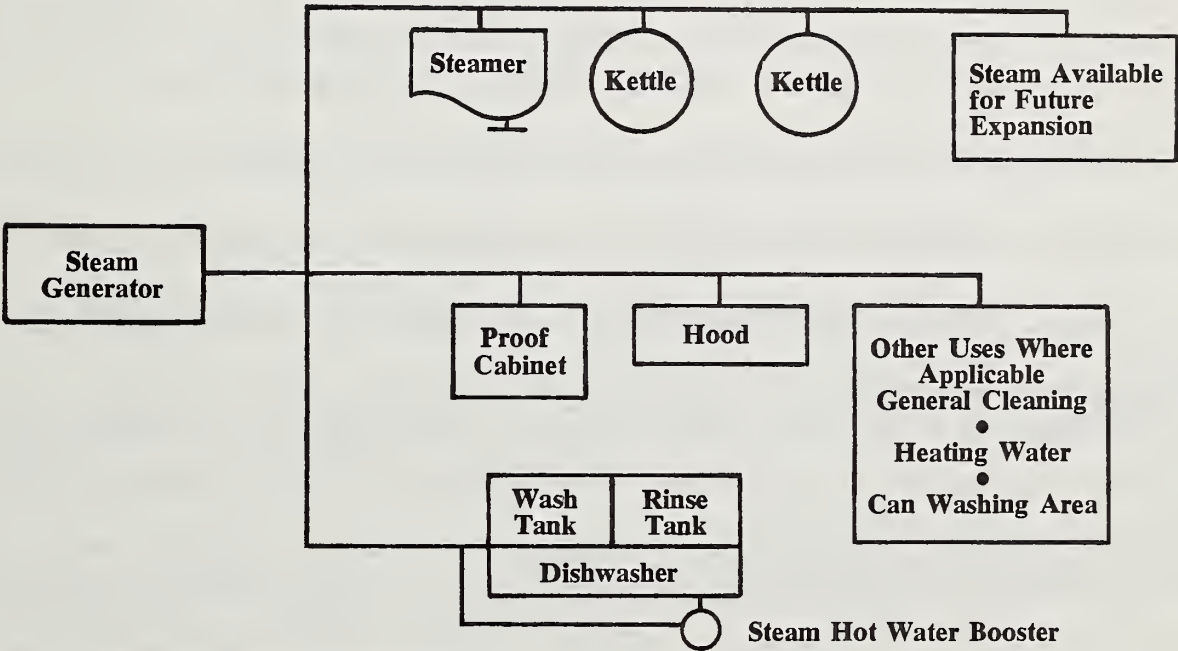 Steamer
Kettle
Kettle
Steam Available
for Future
Expansion
Steam
Generator
Proof
Cabinet
Hood
Other Uses Where
Applicable
General Cleaning
●
Heating Water
●
Can Washing Area
Wash
Tank
Rinse
Tank
Dishwasher
Steam Hot Water Booster